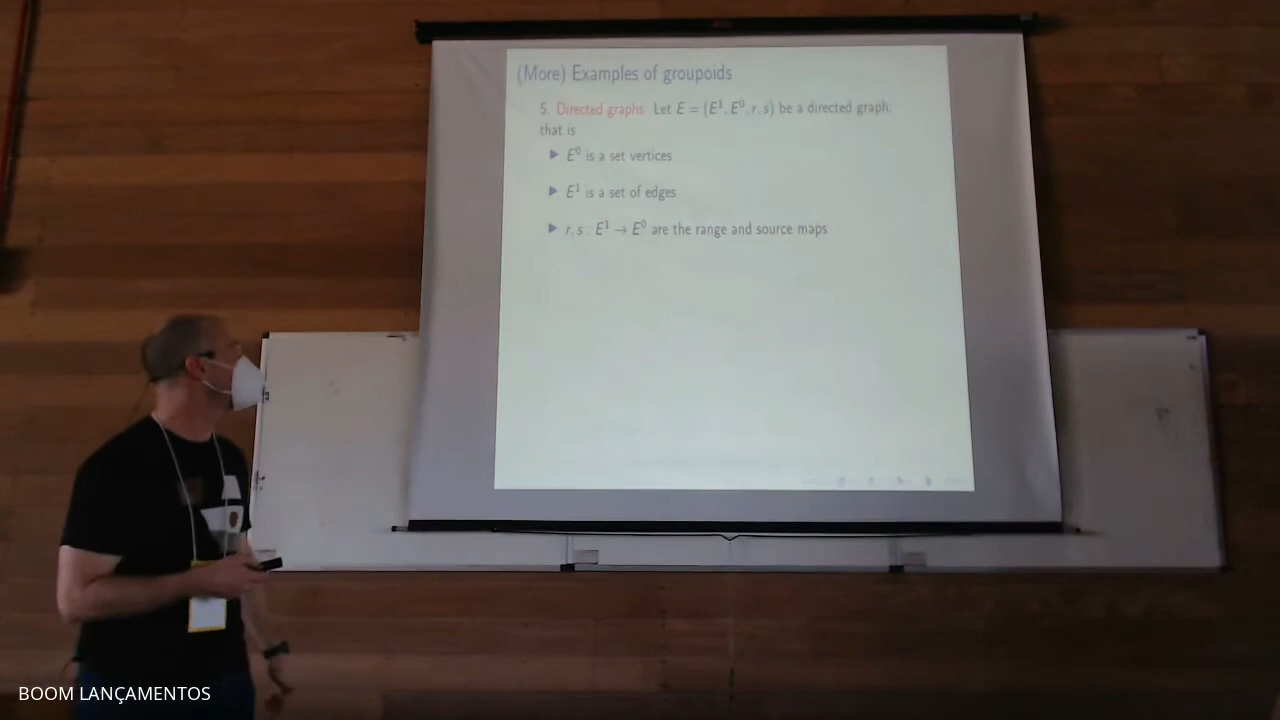 (More) Examples of groupoids
5. Directed graphs: Let E = (E¹, E⁰, r, s) be a directed graph,
that is
▶ E⁰ is a set vertices
▶ E¹ is a set of edges
▶ r, s : E¹ → E⁰ are the range and source maps
BOOM LANÇAMENTOS